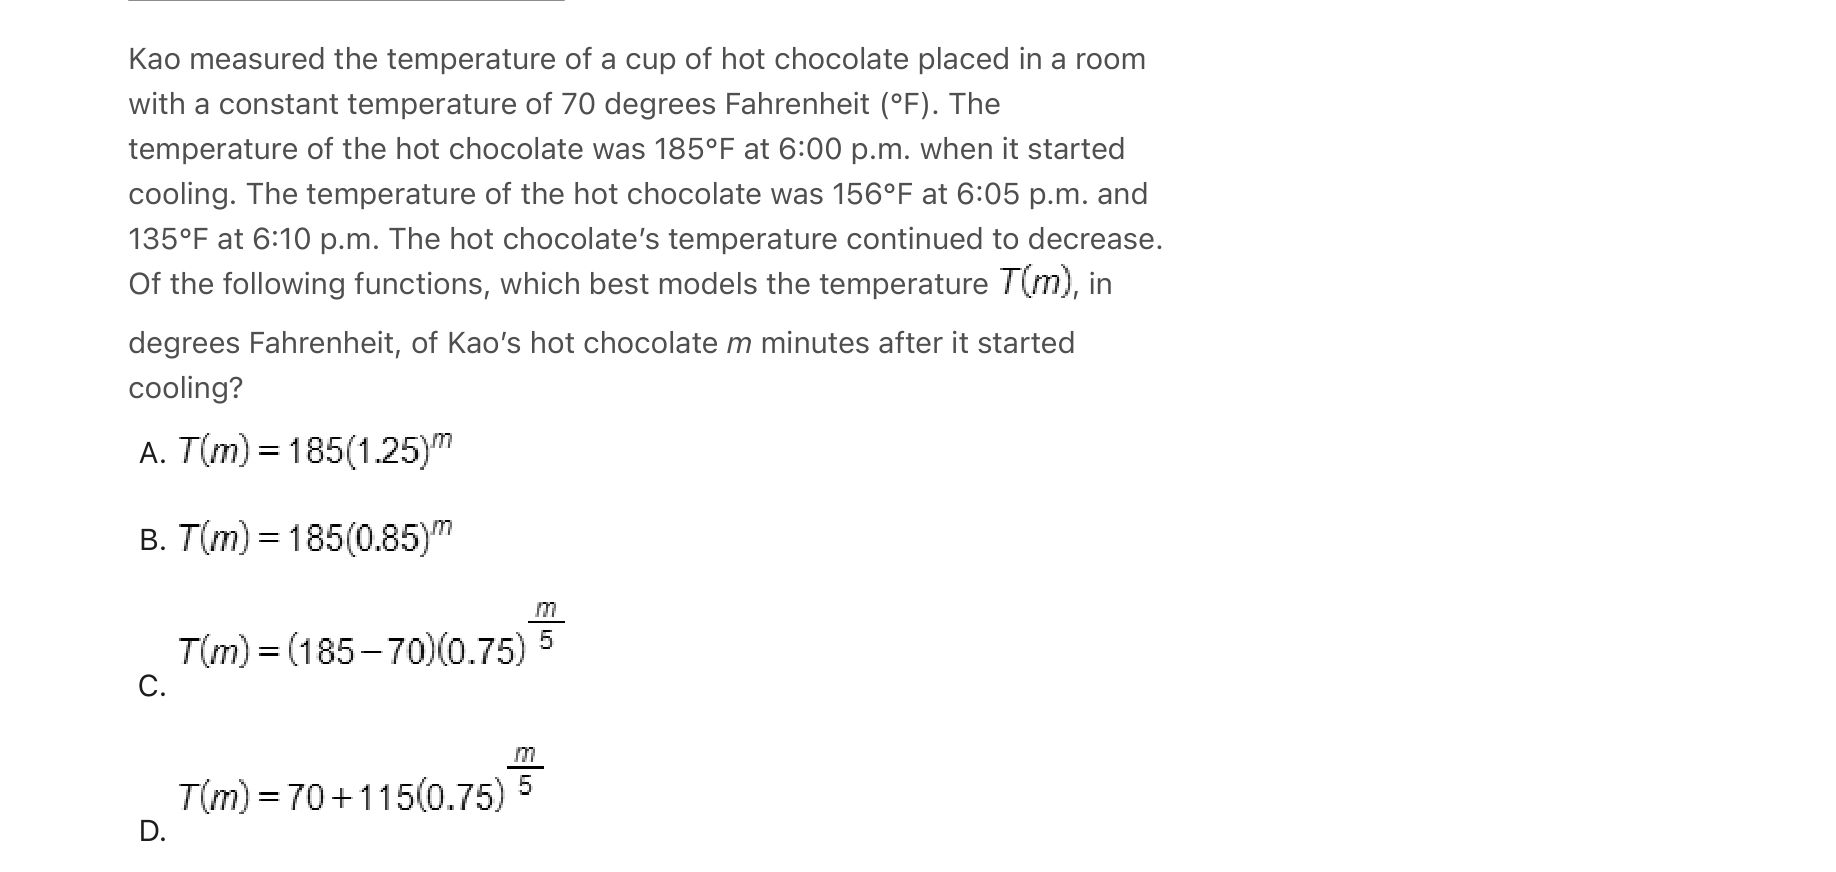 Kao measured the temperature of a cup of hot chocolate placed in a room
with a constant temperature of 70 degrees Fahrenheit (°F). The
temperature of the hot chocolate was 185°F at 6:00 p.m. when it started
cooling. The temperature of the hot chocolate was 156°F at 6:05 p.m. and
135°F at 6:10 p.m. The hot chocolate’s temperature continued to decrease.
Of the following functions, which best models the temperature T(m), in
degrees Fahrenheit, of Kao’s hot chocolate m minutes after it started
cooling?
A. T(m) = 185(1.25)^m
B. T(m) = 185(0.85)^m
C. T(m) = (185 – 70)(0.75)^(m/5)
D. T(m) = 70 + 115(0.75)^(m/5)